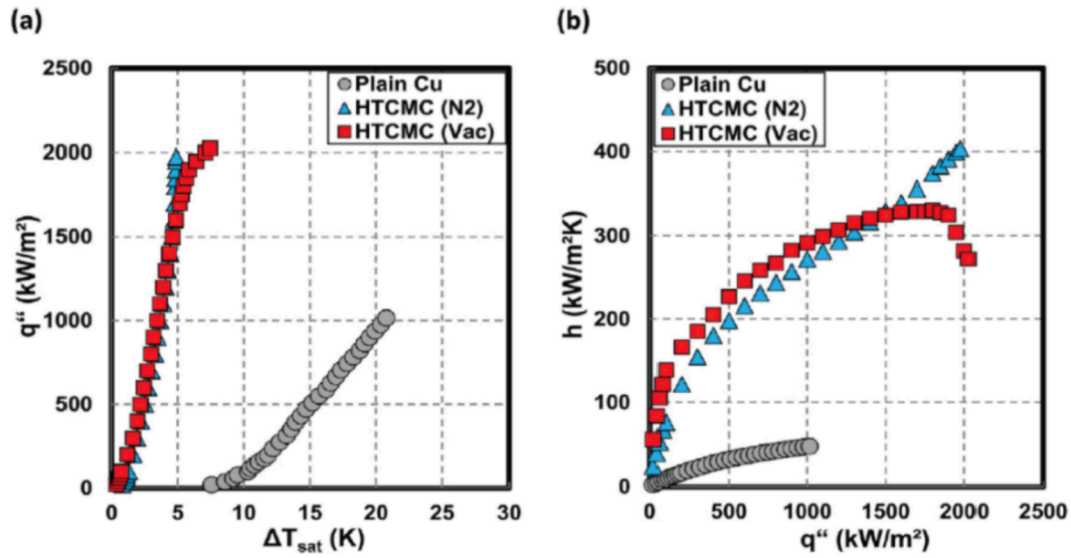 (a)
2500
2000
1500
1000
500
0
q“ (kW/m²)
0 5 10 15 20 25 30
ΔTsat (K)
Plain Cu
HTCMC (N2)
HTCMC (Vac)
(b)
500
400
300
200
100
0
h (kW/m²K)
0 500 1000 1500 2000 2500
q“ (kW/m²)
Plain Cu
HTCMC (N2)
HTCMC (Vac)